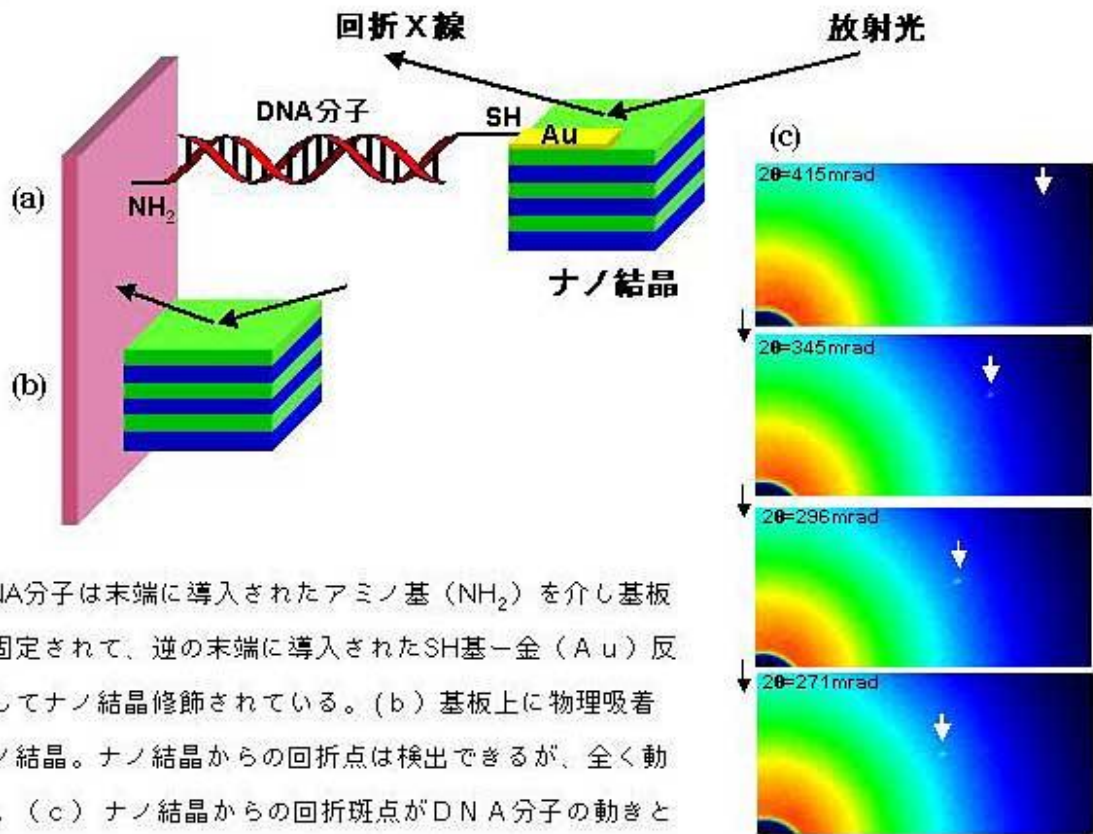 回折X線
放射光
DNA分子
SH
Au
(c)
2θ=415mrad
(a)
NH₂
ナノ結晶
2θ=345mrad
(b)
2θ=296mrad
2θ=271mrad
NA分子は末端に導入されたアミノ基（NH₂）を介し基板
固定されて、逆の末端に導入されたSH基ー金（Ａｕ）反
してナノ結晶修飾されている。(ｂ) 基板上に物理吸着
ノ結晶。ナノ結晶からの回折点は検出できるが、全く動
（ｃ）ナノ結晶からの回折斑点がＤＮＡ分子の動きと